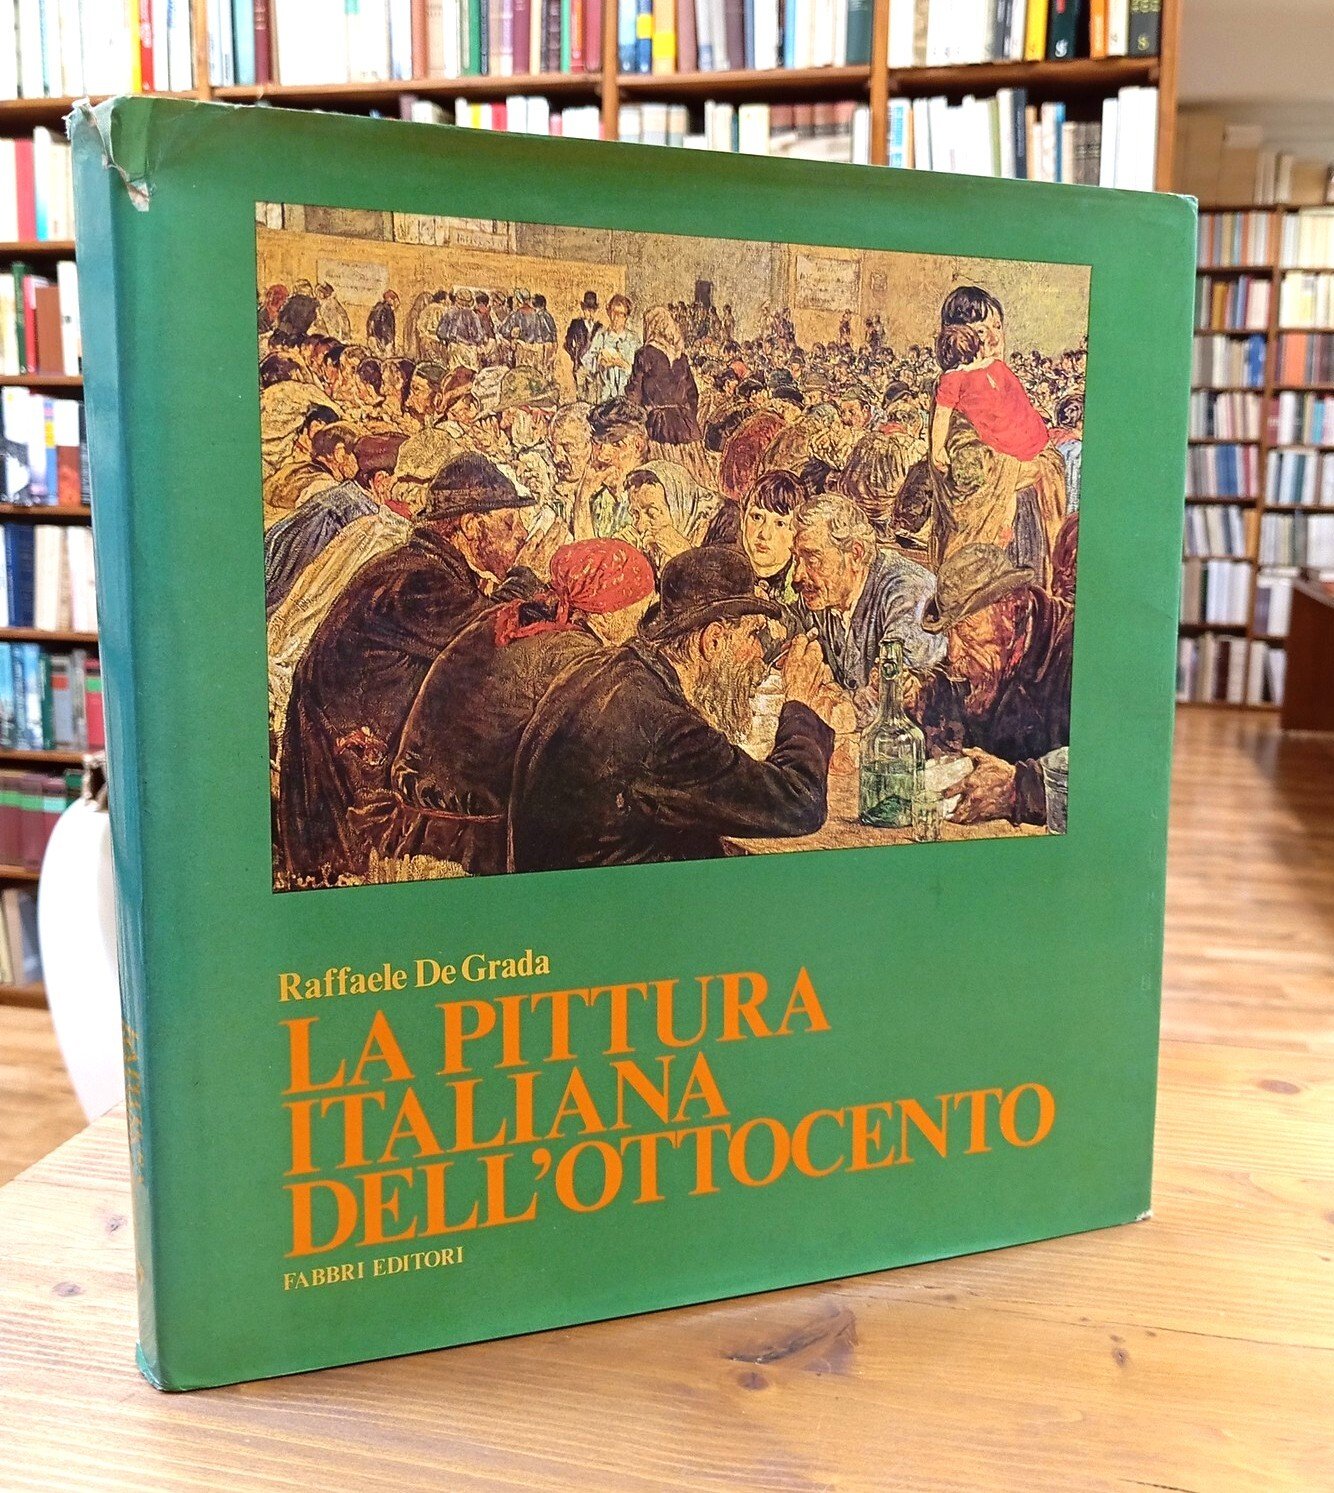 Raffaele De Grada
LA PITTURA
ITALIANA
DELL'OTTOCENTO
FABBRI EDITORI